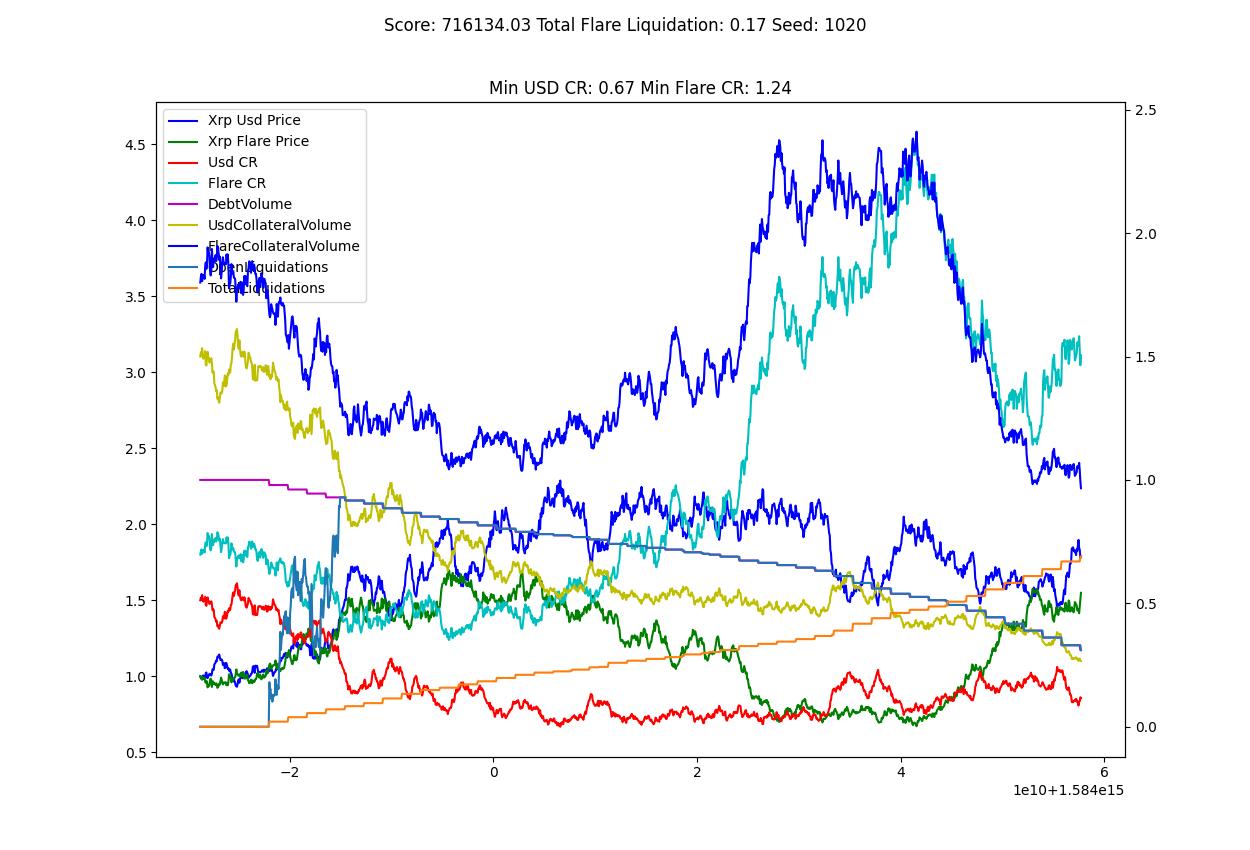 Score: 716134.03 Total Flare Liquidation: 0.17 Seed: 1020
Min USD CR: 0.67 Min Flare CR: 1.24
Xrp Usd Price
Xrp Flare Price
Usd CR
Flare CR
DebtVolume
UsdCollateralVolume
FlareCollateralVolume
OpenLiquidations
TotalLiquidations
4.5
4.0
3.5
3.0
2.5
2.0
1.5
1.0
0.5
2.5
2.0
1.5
1.0
0.5
0.0
−2
0
2
4
6
1e10+1.584e15